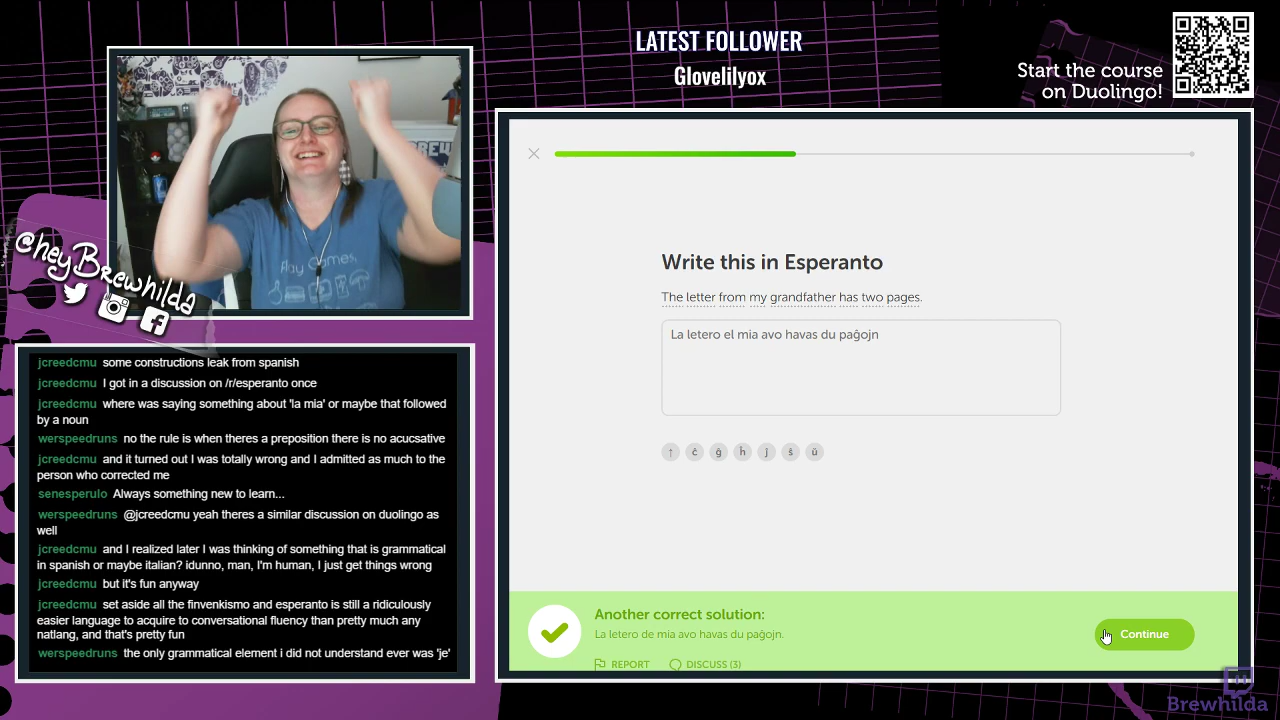 LATEST FOLLOWER
Glovelilyox
Start the course
on Duolingo!
@heyBrewhilda
Play Games,
Write this in Esperanto
The letter from my grandfather has two pages.
La letero el mia avo havas du paĝojn
↑ ĉ ĝ ĥ ĵ ŝ ŭ
Another correct solution:
La letero de mia avo havas du paĝojn.
REPORT DISCUSS (3)
Continue
jcreedcmu some constructions leak from spanish
jcreedcmu I got in a discussion on /r/esperanto once
jcreedcmu where was saying something about 'la mia' or maybe that followed
by a noun
werspeedruns no the rule is when theres a preposition there is no acucsative
jcreedcmu and it turned out I was totally wrong and I admitted as much to the
person who corrected me
senesperulo Always something new to learn...
werspeedruns @jcreedcmu yeah theres a similar discussion on duolingo as
well
jcreedcmu and I realized later I was thinking of something that is grammatical
in spanish or maybe italian? idunno, man, I'm human, I just get things wrong
jcreedcmu but it's fun anyway
jcreedcmu set aside all the finvenkismo and esperanto is still a ridiculously
easier language to acquire to conversational fluency than pretty much any
natlang, and that's pretty fun
werspeedruns the only grammatical element i did not understand ever was 'je'
Brewhilda